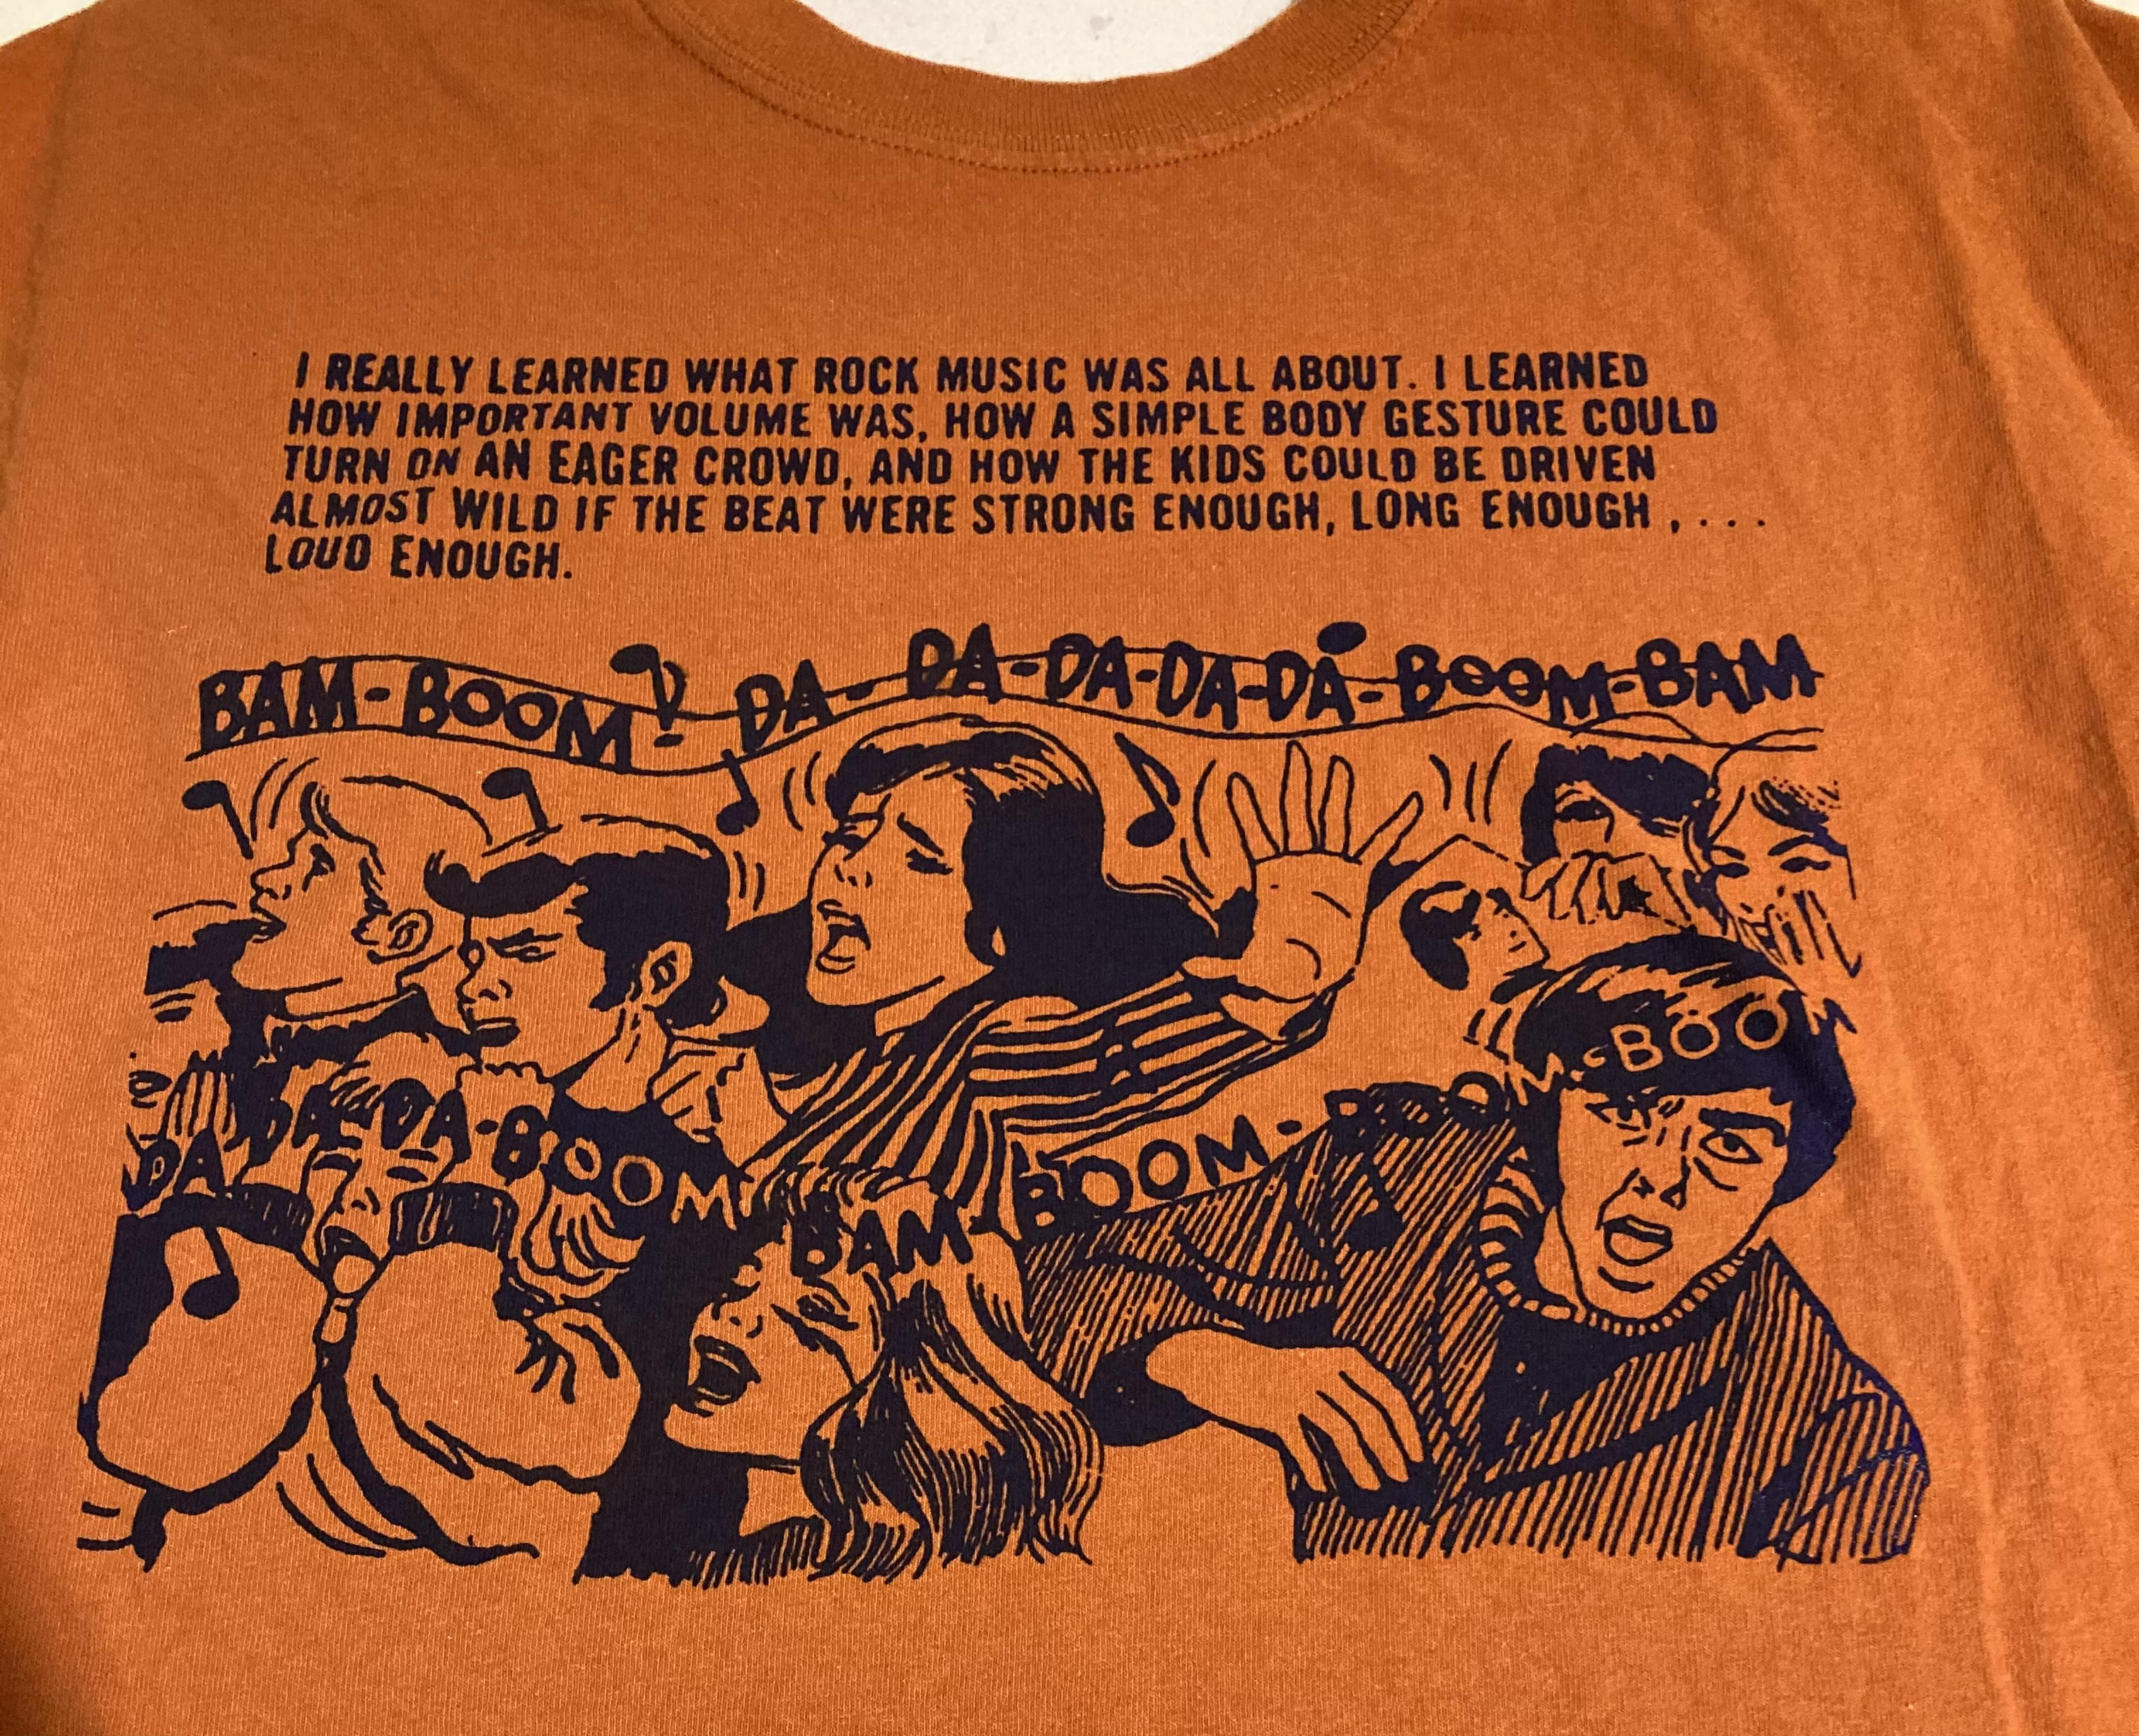 I REALLY LEARNED WHAT ROCK MUSIC WAS ALL ABOUT. I LEARNED
HOW IMPORTANT VOLUME WAS, HOW A SIMPLE BODY GESTURE COULD
TURN ON AN EAGER CROWD, AND HOW THE KIDS COULD BE DRIVEN
ALMOST WILD IF THE BEAT WERE STRONG ENOUGH, LONG ENOUGH, . . .
LOUD ENOUGH.
BAM-BOOM- DA-DA-DA-DA-DA-BOOM-BAM
DA DA-DA-BOOM BAM-BOOM-BOOM-BOOM